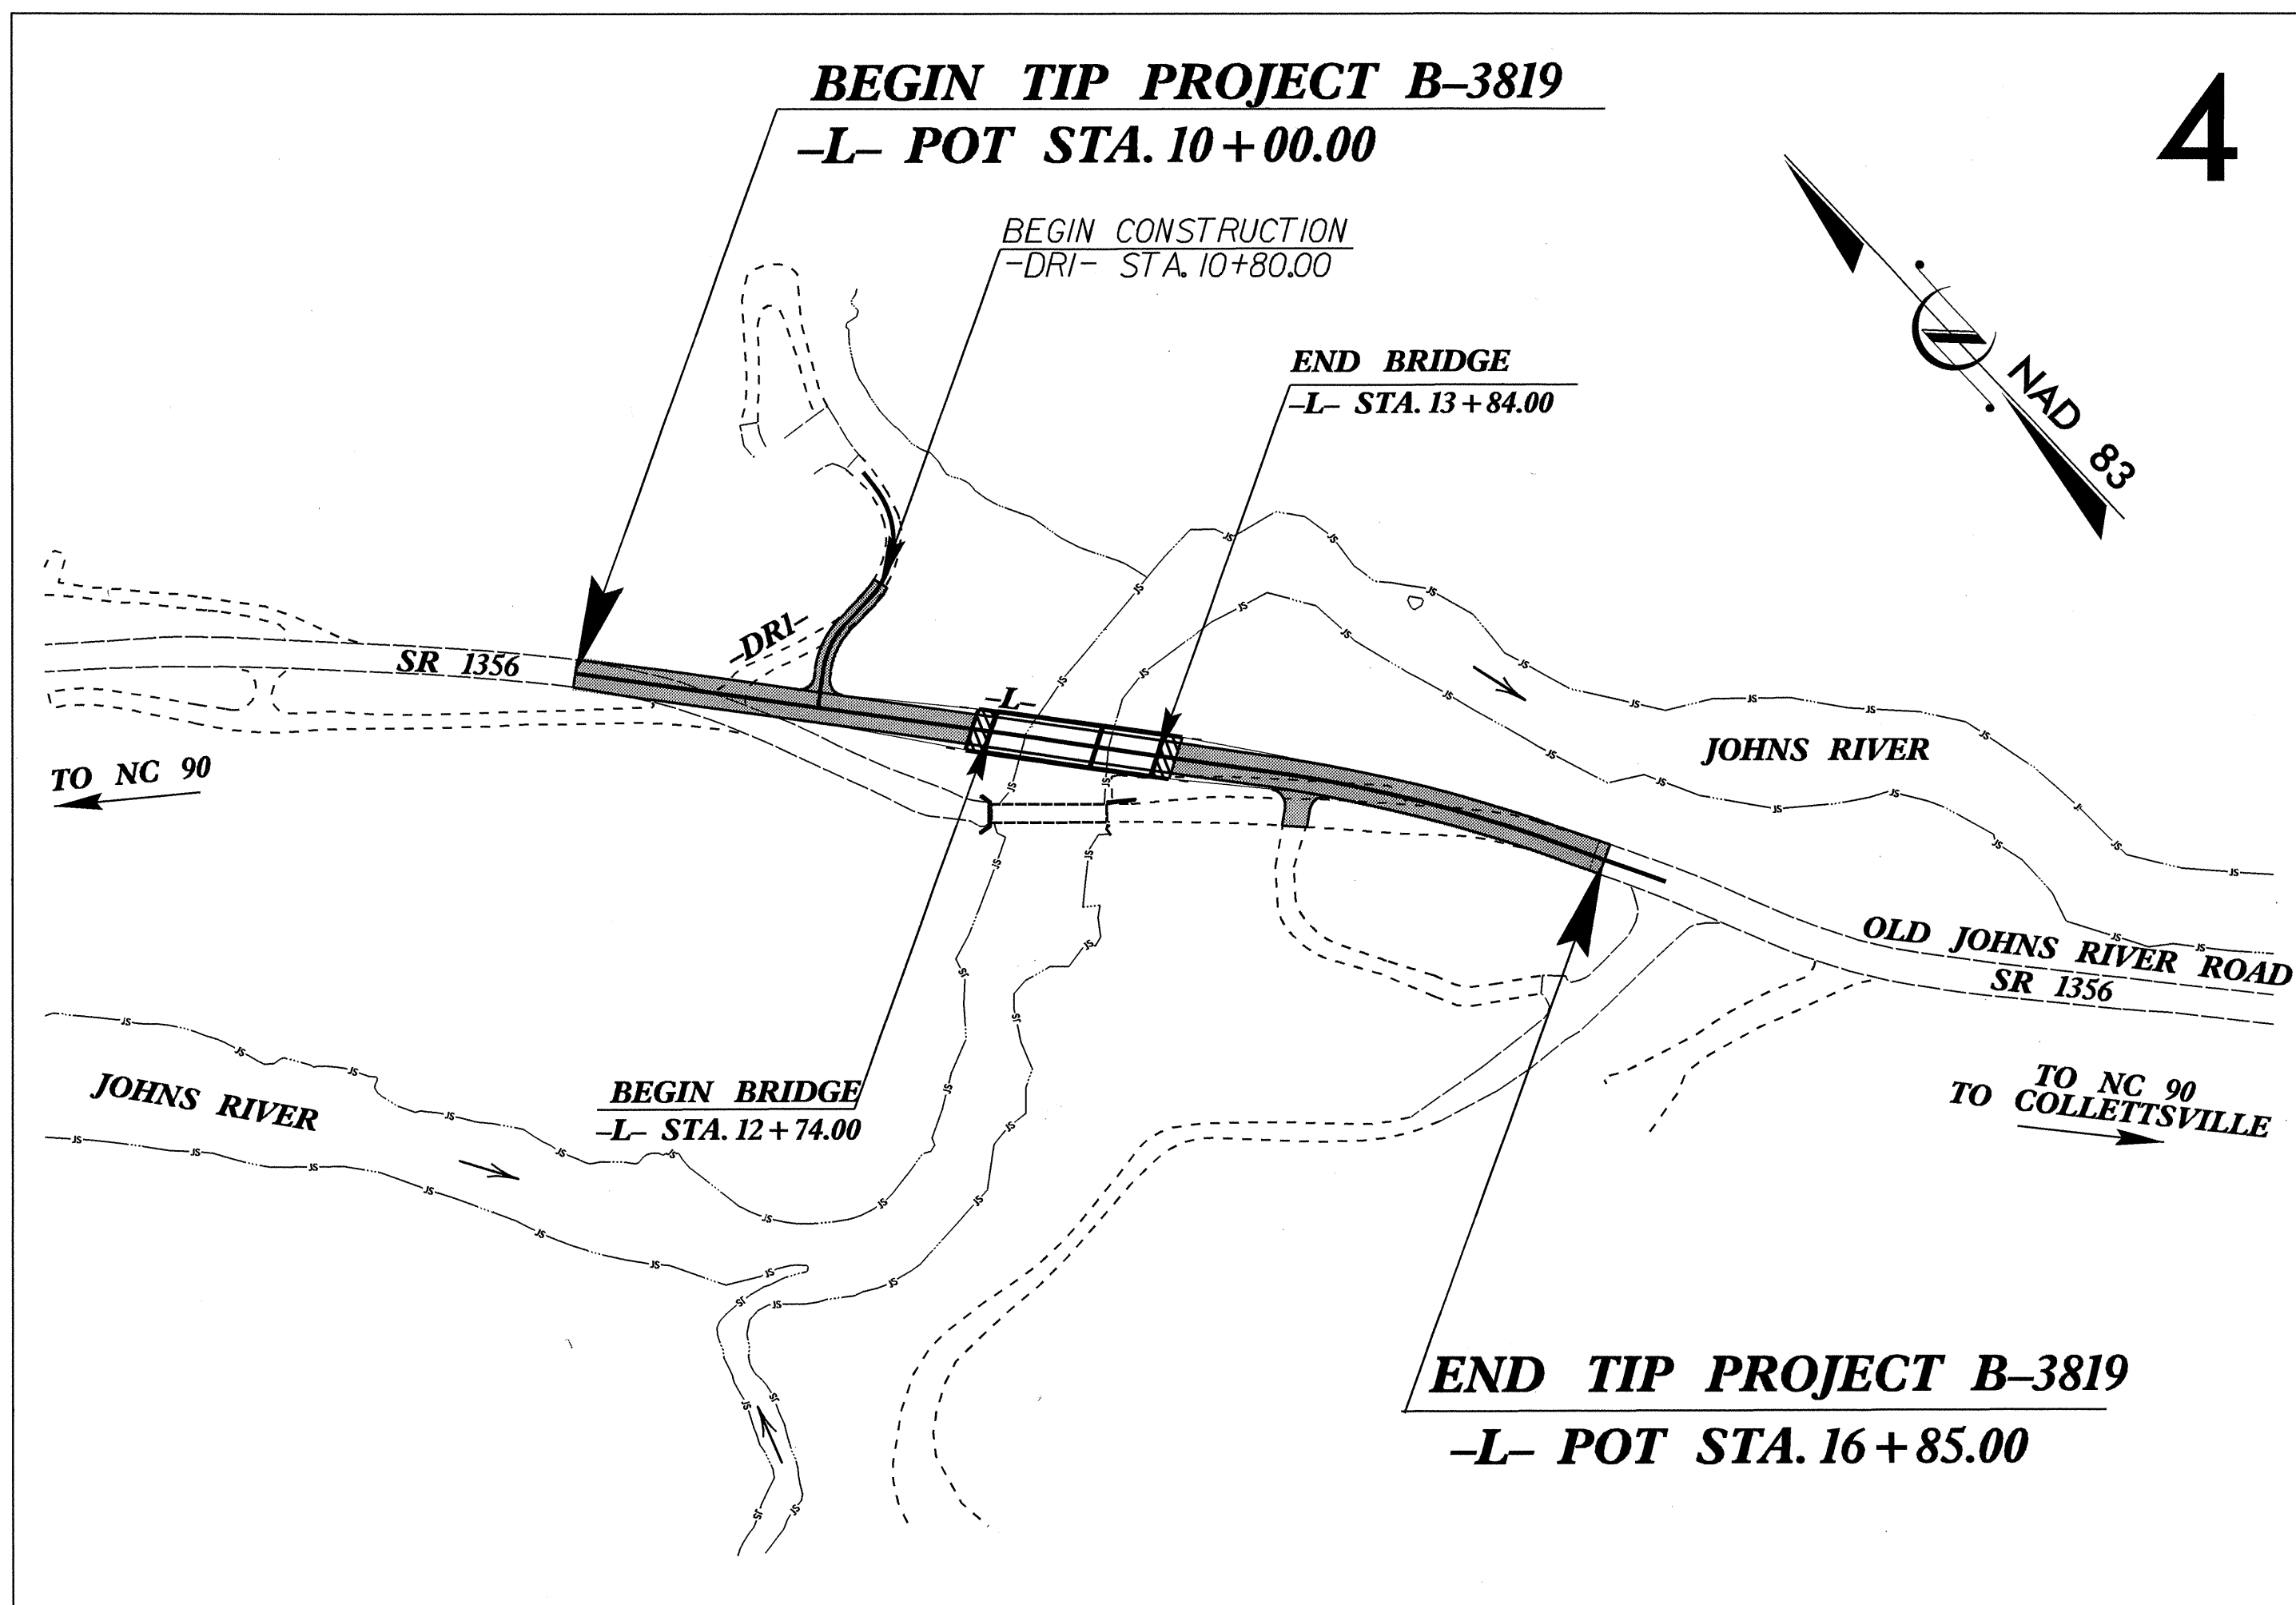 BEGIN TIP PROJECT B–3819
–L– POT STA. 10+00.00
4
BEGIN CONSTRUCTION
-DR1- STA. 10+80.00
END BRIDGE
–L– STA. 13+84.00
NAD 83
–DR1–
SR 1356
–L–
TO NC 90
JOHNS RIVER
OLD JOHNS RIVER ROAD
SR 1356
TO NC 90
TO COLLETTSVILLE
JOHNS RIVER
BEGIN BRIDGE
–L– STA. 12+74.00
END TIP PROJECT B–3819
–L– POT STA. 16+85.00